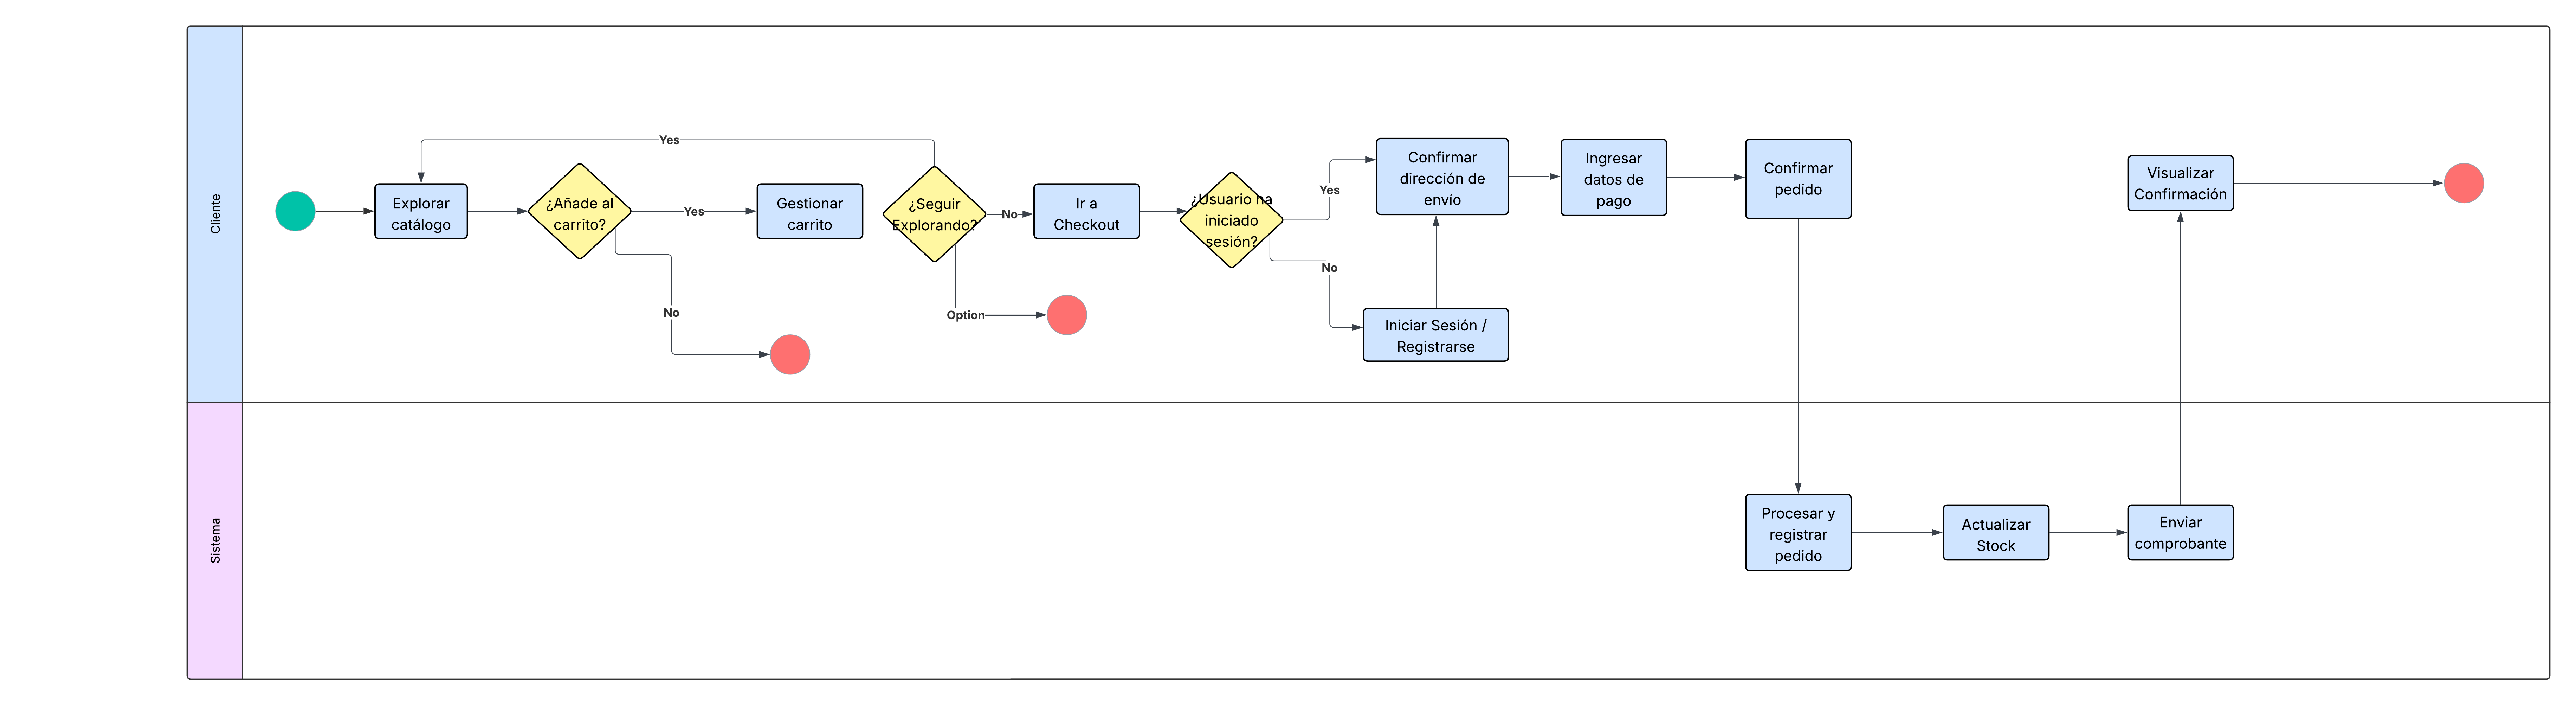 Cliente
Yes
Explorar
catálogo
¿Añade al
carrito?
Yes
No
Gestionar
carrito
¿Seguir
Explorando?
No
Option
Ir a
Checkout
¿Usuario ha
iniciado
sesión?
Yes
No
Confirmar
dirección de
envío
Iniciar Sesión /
Registrarse
Ingresar
datos de
pago
Confirmar
pedido
Visualizar
Confirmación
Sistema
Procesar y
registrar
pedido
Actualizar
Stock
Enviar
comprobante